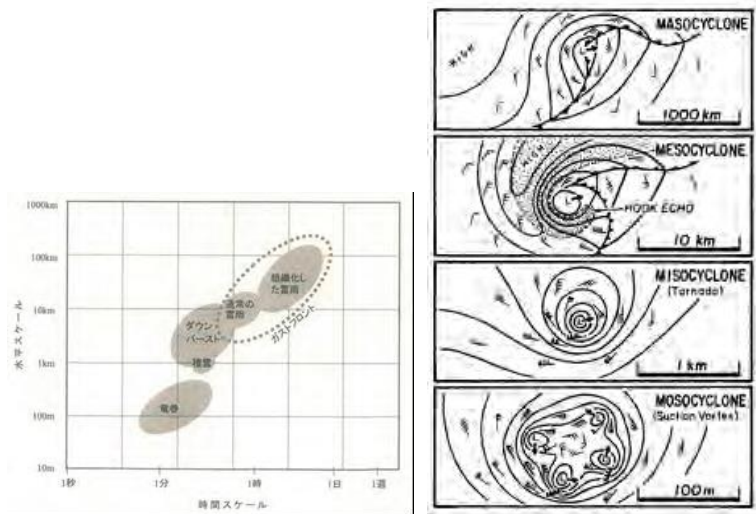 1000km
100km
10km
1km
100m
10m
水平スケール
組織化し
た雷雨
通常の
雷雨
ガストフロント
ダウン
バースト
積雲
竜巻
1秒
1分
1時
1日
1週
時間スケール
MASOCYCLONE
HIGH
1000 km
MESOCYCLONE
HIGH
HOOK ECHO
10 km
MISOCYCLONE
(Tornado)
1 km
MOSOCYCLONE
(Suction Vortex)
100 m